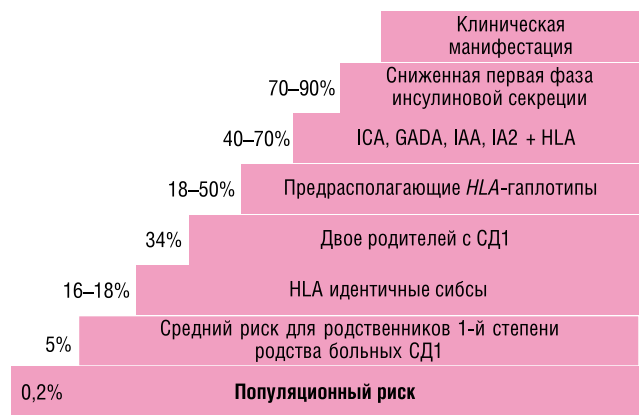 Клиническая
манифестация
70–90%
Сниженная первая фаза
инсулиновой секреции
40–70%
ICA, GADA, IAA, IA2 + HLA
18–50%
Предрасполагающие HLA-гаплотипы
34%
Двое родителей с СД1
16–18%
HLA идентичные сибсы
5%
Средний риск для родственников 1-й степени
родства больных СД1
0,2%
Популяционный риск